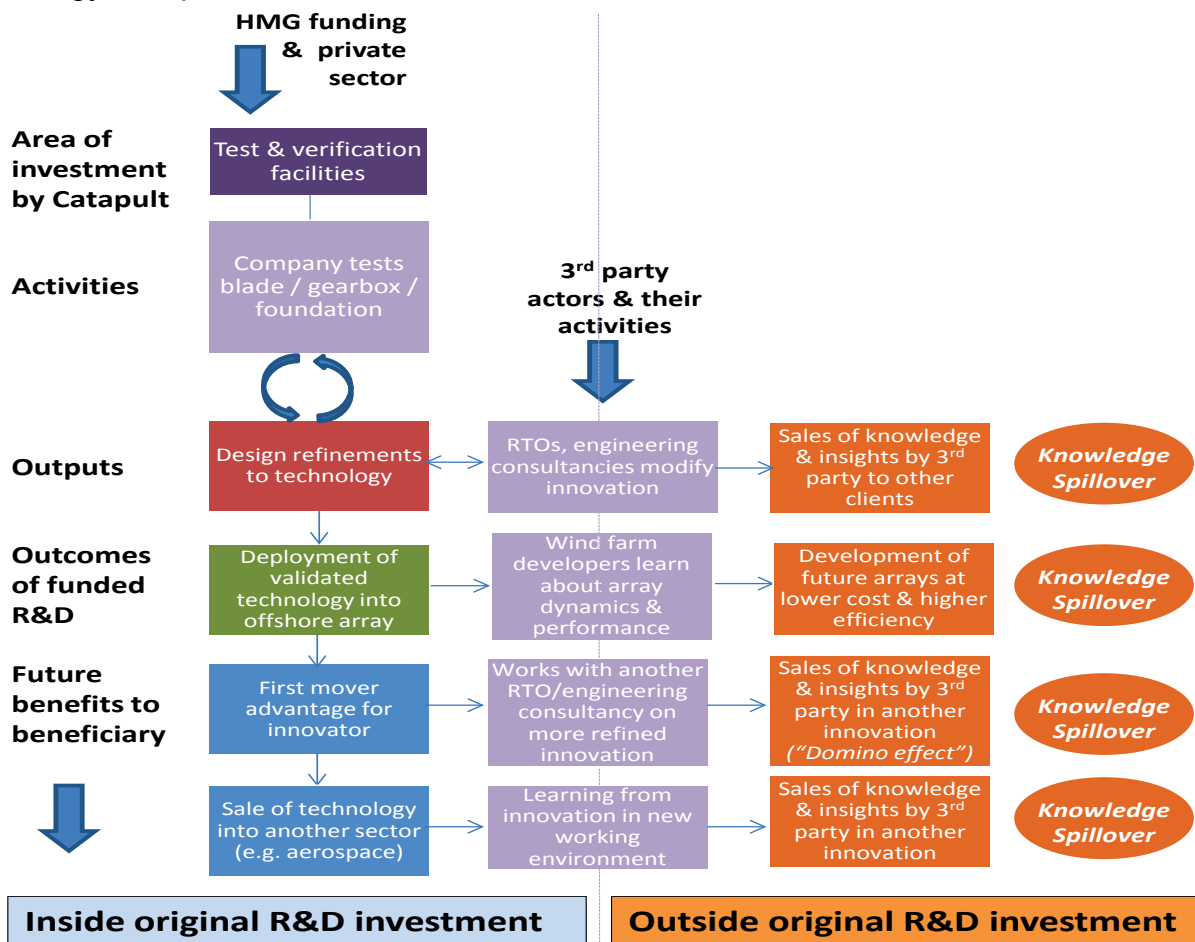 HMG funding
& private
sector
Area of
investment
by Catapult
Test & verification
facilities
Activities
Company tests
blade / gearbox /
foundation
3rd party
actors & their
activities
Outputs
Design refinements
to technology
RTOs, engineering
consultancies modify
innovation
Sales of knowledge
& insights by 3rd
party to other
clients
Knowledge
Spillover
Outcomes
of funded
R&D
Deployment of
validated
technology into
offshore array
Wind farm
developers learn
about array
dynamics &
performance
Development of
future arrays at
lower cost & higher
efficiency
Knowledge
Spillover
Future
benefits to
beneficiary
First mover
advantage for
innovator
Works with another
RTO/engineering
consultancy on
more refined
innovation
Sales of knowledge
& insights by 3rd
party in another
innovation
("Domino effect")
Knowledge
Spillover
Sale of technology
into another sector
(e.g. aerospace)
Learning from
innovation in new
working
environment
Sales of knowledge
& insights by 3rd
party in another
innovation
Knowledge
Spillover
Inside original R&D investment
Outside original R&D investment